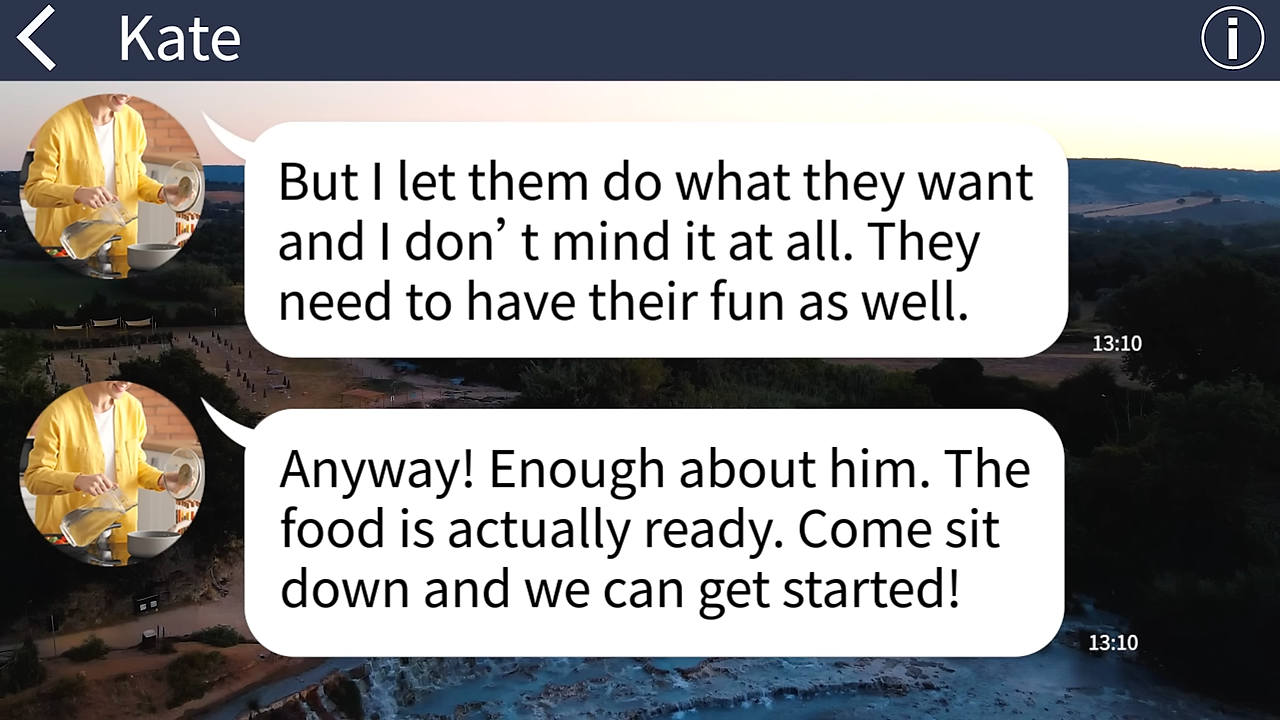 Kate
But I let them do what they want
and I don’ t mind it at all. They
need to have their fun as well.
13:10
Anyway! Enough about him. The
food is actually ready. Come sit
down and we can get started!
13:10